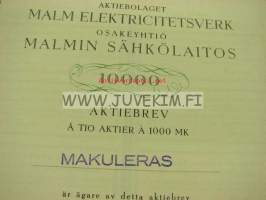 AKTIEBOLAGET
MALM ELEKTRICITETSVERK
OSAKEYHTIÖ
MALMIN SÄHKÖLAITOS
10000
WWW.JUVEKIM.FI
AKTIEBREV
Å TIO AKTIER À 1000 MK
MAKULERAS
är ägare av detta aktiebrev